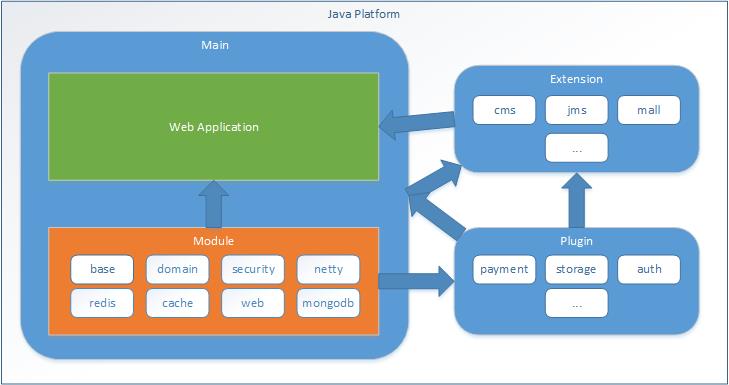 Java Platform
Main
Web Application
Module
base domain security netty
redis cache web mongodb
Extension
cms jms mall
...
Plugin
payment storage auth
...